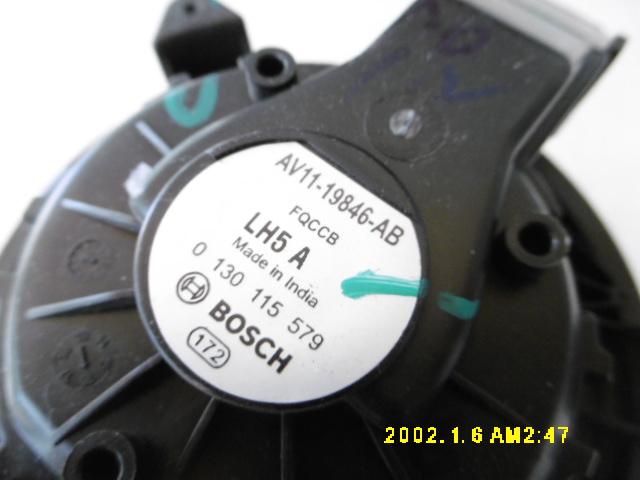 AV11-19846-AB
FQCCB
LH5 A
Made in India
0 130 115 579
BOSCH
172
2002.1.6 AM2:47